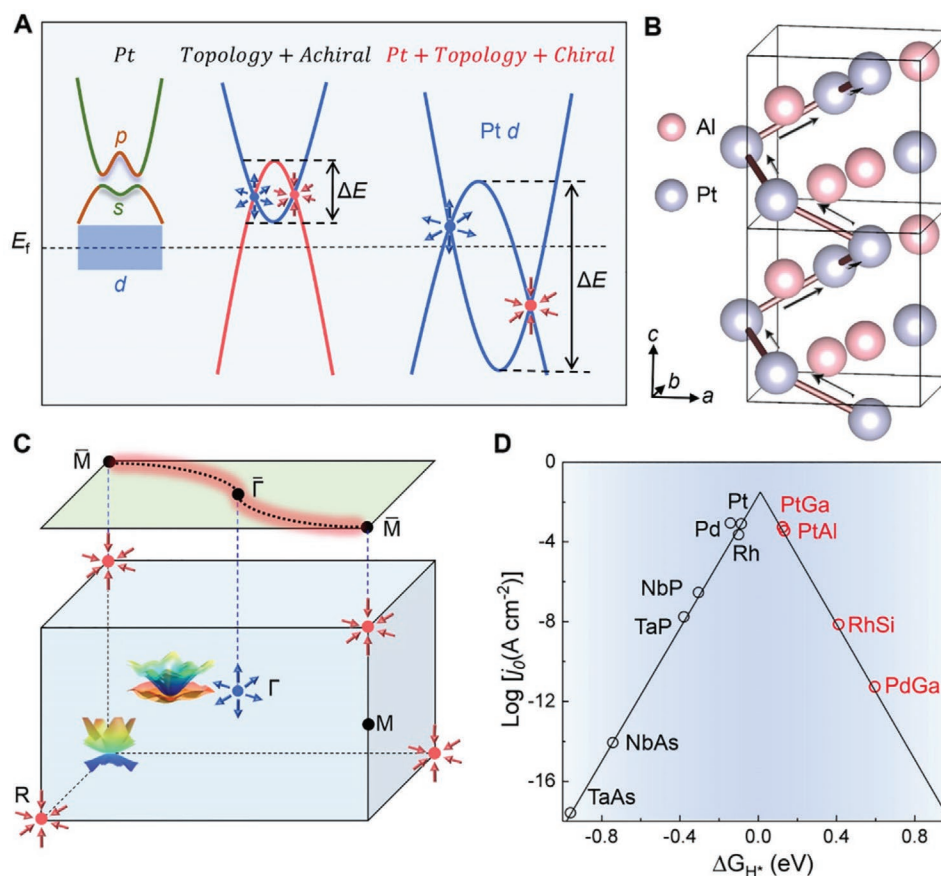 A
Pt
Topology + Achiral
Pt + Topology + Chiral
p
s
d
E_f
ΔE
Pt d
ΔE
B
Al
Pt
c
b
a
C
M̄
Γ̄
M̄
Γ
M
R
D
Log [j₀(A cm⁻²)]
0
-4
-8
-12
-16
Pt
Pd
Rh
NbP
TaP
NbAs
TaAs
PtGa
PtAl
RhSi
PdGa
-0.8 -0.4 0.0 0.4 0.8
ΔG_H* (eV)